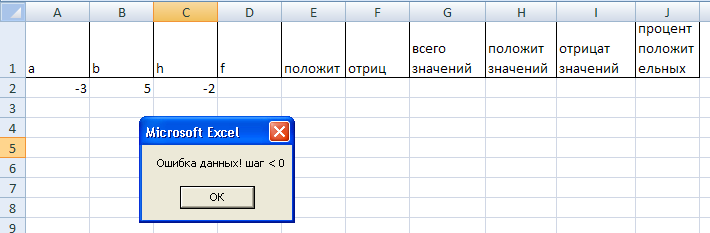 A B C D E F G H I J
процент
всего положит отрицат положит
1 a b h f положит отриц значений значений значений ельных
2 -3 5 -2
3
4
Microsoft Excel
5
Ошибка данных! шаг < 0
6
7
OK
8
9